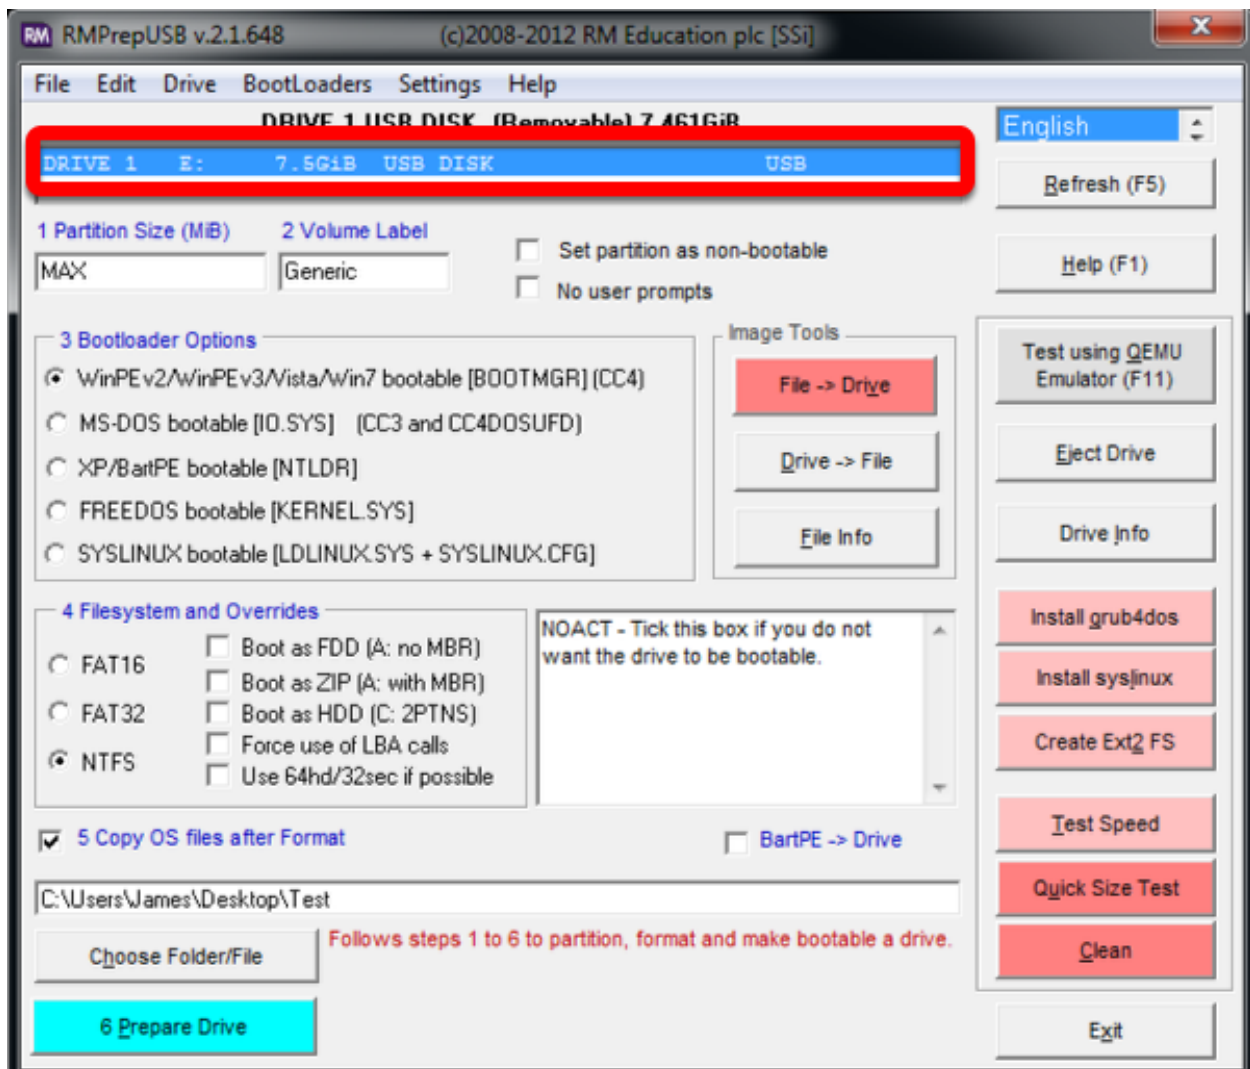 RM RMPrepUSB v.2.1.648 (c)2008-2012 RM Education plc [SSi] X
File Edit Drive BootLoaders Settings Help
DRIVE 1 USB DISK (Removable) 7.461GiB
English
DRIVE 1 E: 7.5GiB USB DISK USB
Refresh (F5)
1 Partition Size (MiB) 2 Volume Label
MAX Generic
Set partition as non-bootable
No user prompts
Help (F1)
3 Bootloader Options
WinPEv2/WinPEv3/Vista/Win7 bootable [BOOTMGR] (CC4)
MS-DOS bootable [IO.SYS] (CC3 and CC4DOSUFD)
XP/BartPE bootable [NTLDR]
FREEDOS bootable [KERNEL.SYS]
SYSLINUX bootable [LDLINUX.SYS + SYSLINUX.CFG]
Image Tools
File -> Drive
Drive -> File
File Info
Test using QEMU
Emulator (F11)
Eject Drive
Drive Info
4 Filesystem and Overrides
FAT16
FAT32
NTFS
Boot as FDD (A: no MBR)
Boot as ZIP (A: with MBR)
Boot as HDD (C: 2PTNS)
Force use of LBA calls
Use 64hd/32sec if possible
NOACT - Tick this box if you do not
want the drive to be bootable.
Install grub4dos
Install syslinux
Create Ext2 FS
5 Copy OS files after Format
BartPE -> Drive
Test Speed
C:\Users\James\Desktop\Test
Quick Size Test
Choose Folder/File
Follows steps 1 to 6 to partition, format and make bootable a drive.
Clean
6 Prepare Drive
Exit